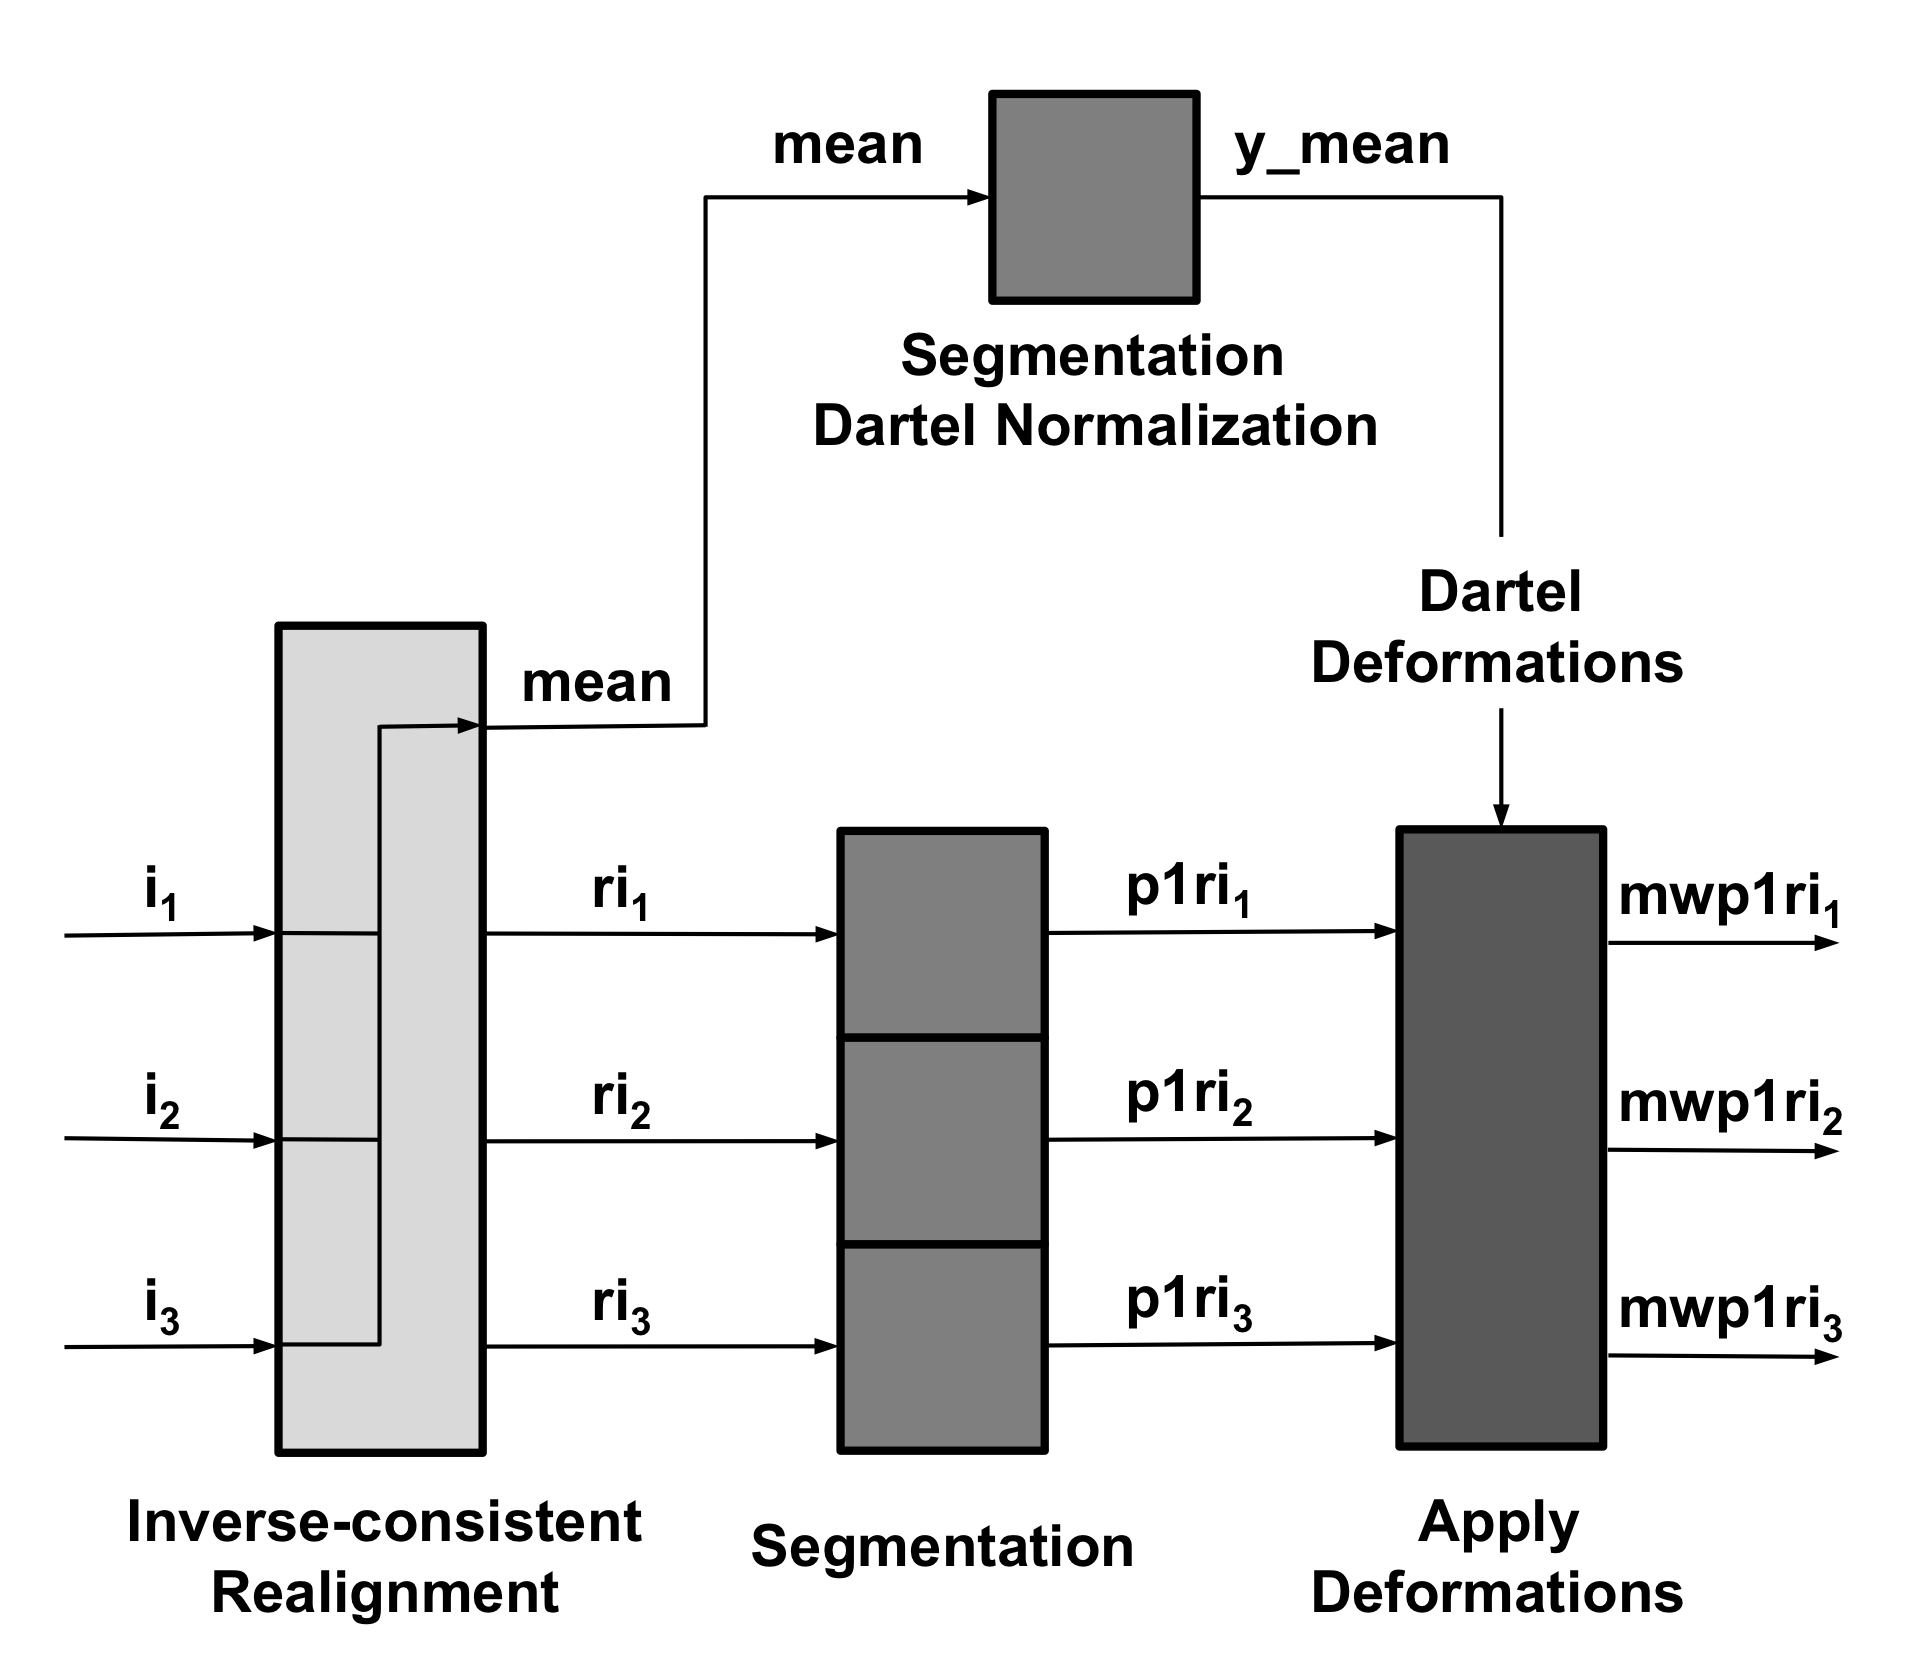 mean
y_mean
Segmentation
Dartel Normalization
Dartel
Deformations
mean
i₁
ri₁
p1ri₁
mwp1ri₁
i₂
ri₂
p1ri₂
mwp1ri₂
i₃
ri₃
p1ri₃
mwp1ri₃
Inverse-consistent
Realignment
Segmentation
Apply
Deformations